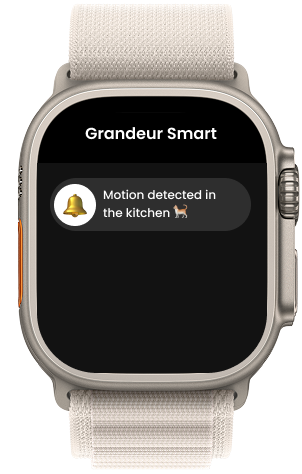 Grandeur Smart
Motion detected in
the kitchen 🐈